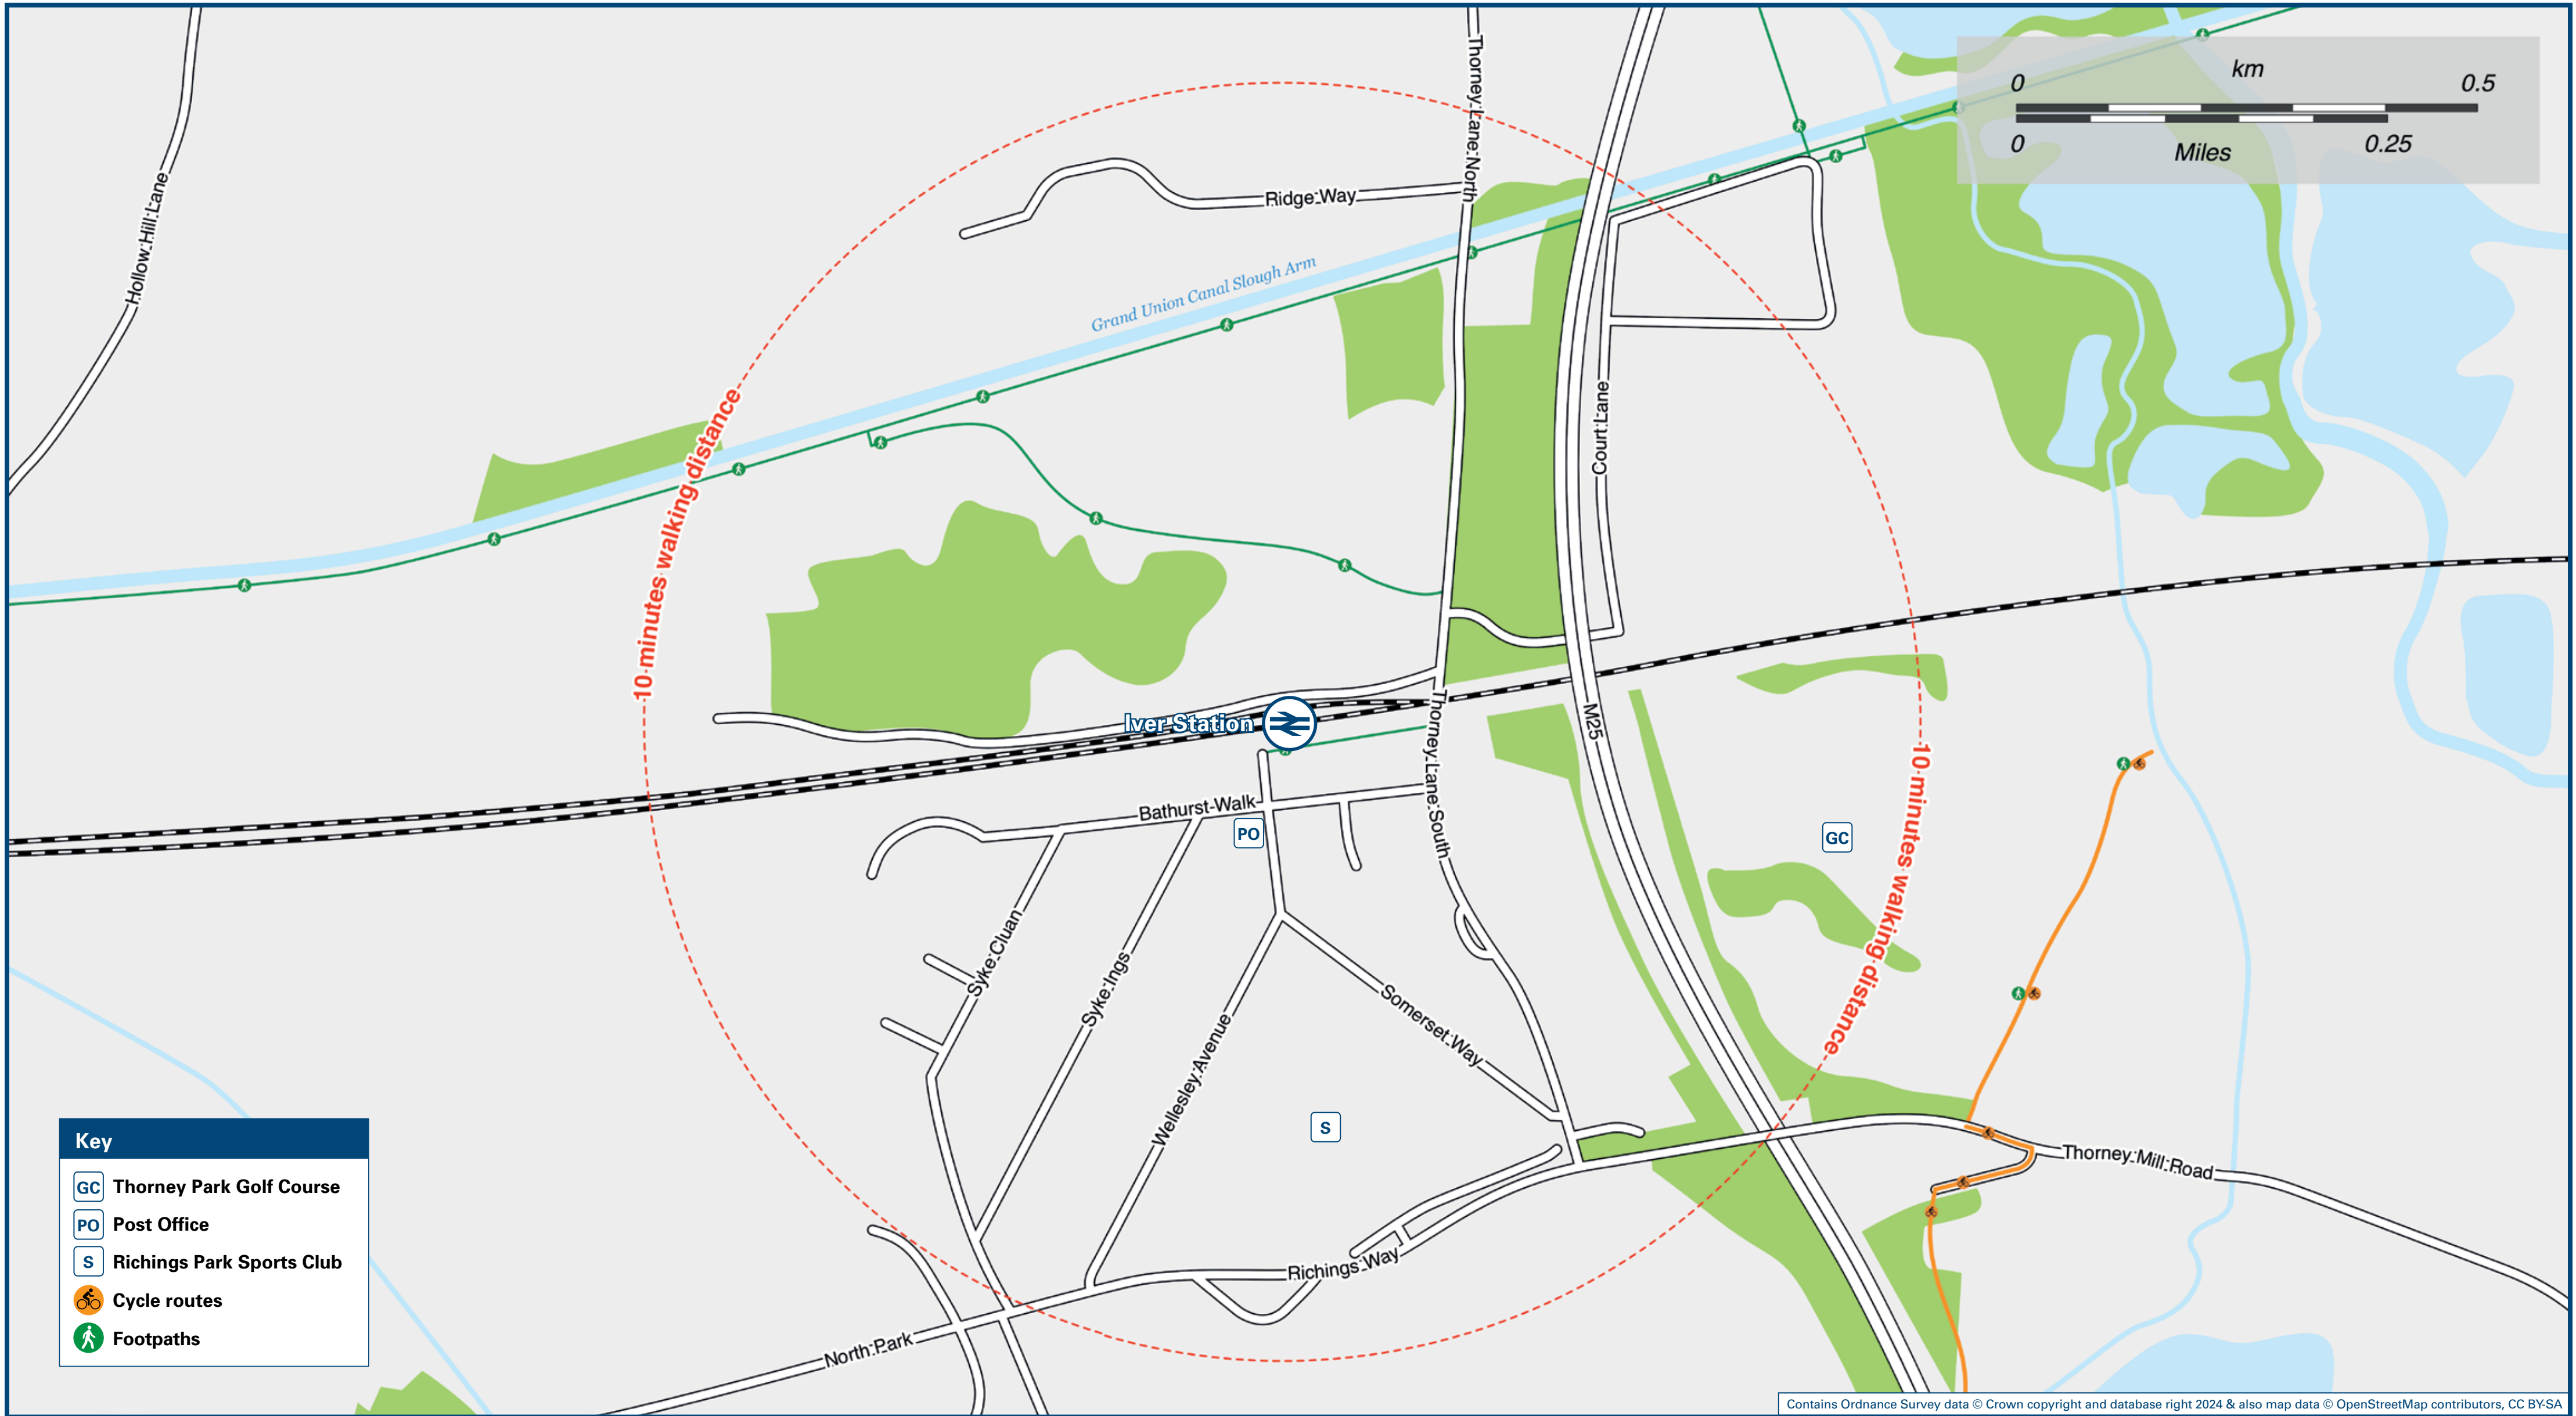 Thorney Lane North
km
0
0.5
0
Miles
0.25
Hollow Hill Lane
Ridge Way
Grand Union Canal Slough Arm
10 minutes walking distance
Court Lane
Iver Station
Thorney Lane South
M25
10 minutes walking distance
Bathurst Walk
PO
GC
Syke Cluan
Syke Ings
Wellesley Avenue
Somerset Way
S
Thorney Mill Road
Richings Way
North Park
Key
GC Thorney Park Golf Course
PO Post Office
S Richings Park Sports Club
Cycle routes
Footpaths
Contains Ordnance Survey data © Crown copyright and database right 2024 & also map data © OpenStreetMap contributors, CC BY-SA